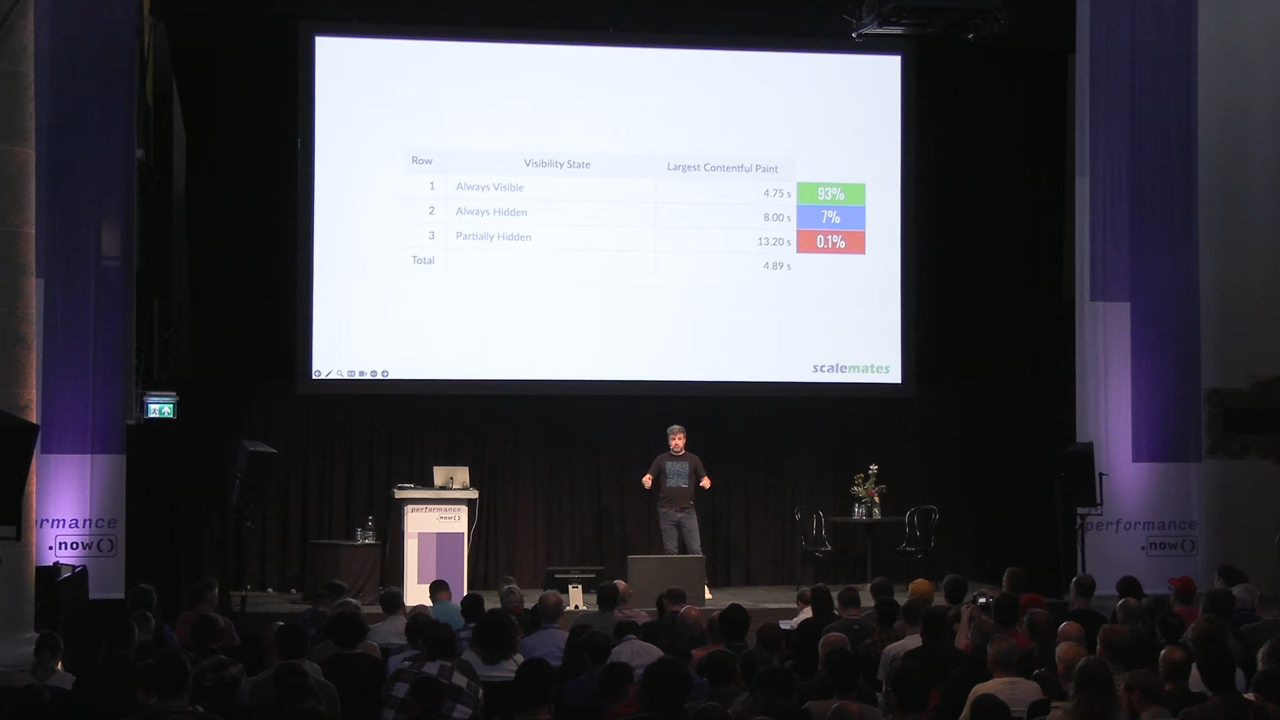 Row Visibility State Largest Contentful Paint
1 Always Visible 4.75 s 93%
2 Always Hidden 8.00 s 7%
3 Partially Hidden 13.20 s 0.1%
Total 4.89 s
scalemates
performance
.now()
rmance
.now()
performance
.now()